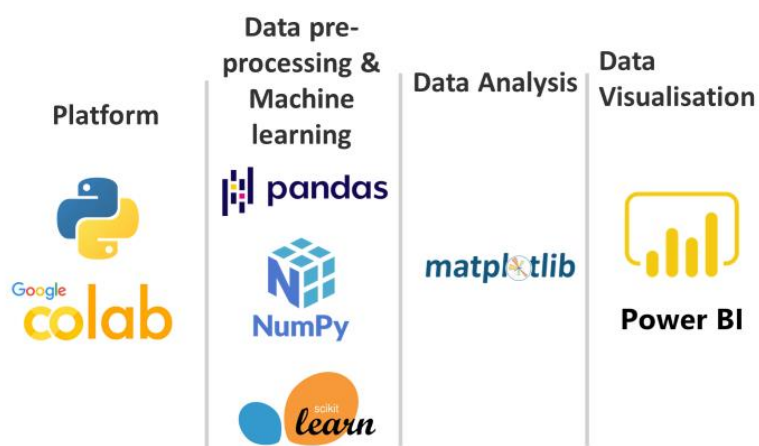 Platform
Google
colab
Data pre-
processing &
Machine
learning
pandas
NumPy
scikit
learn
Data Analysis
matplotlib
Data
Visualisation
Power BI